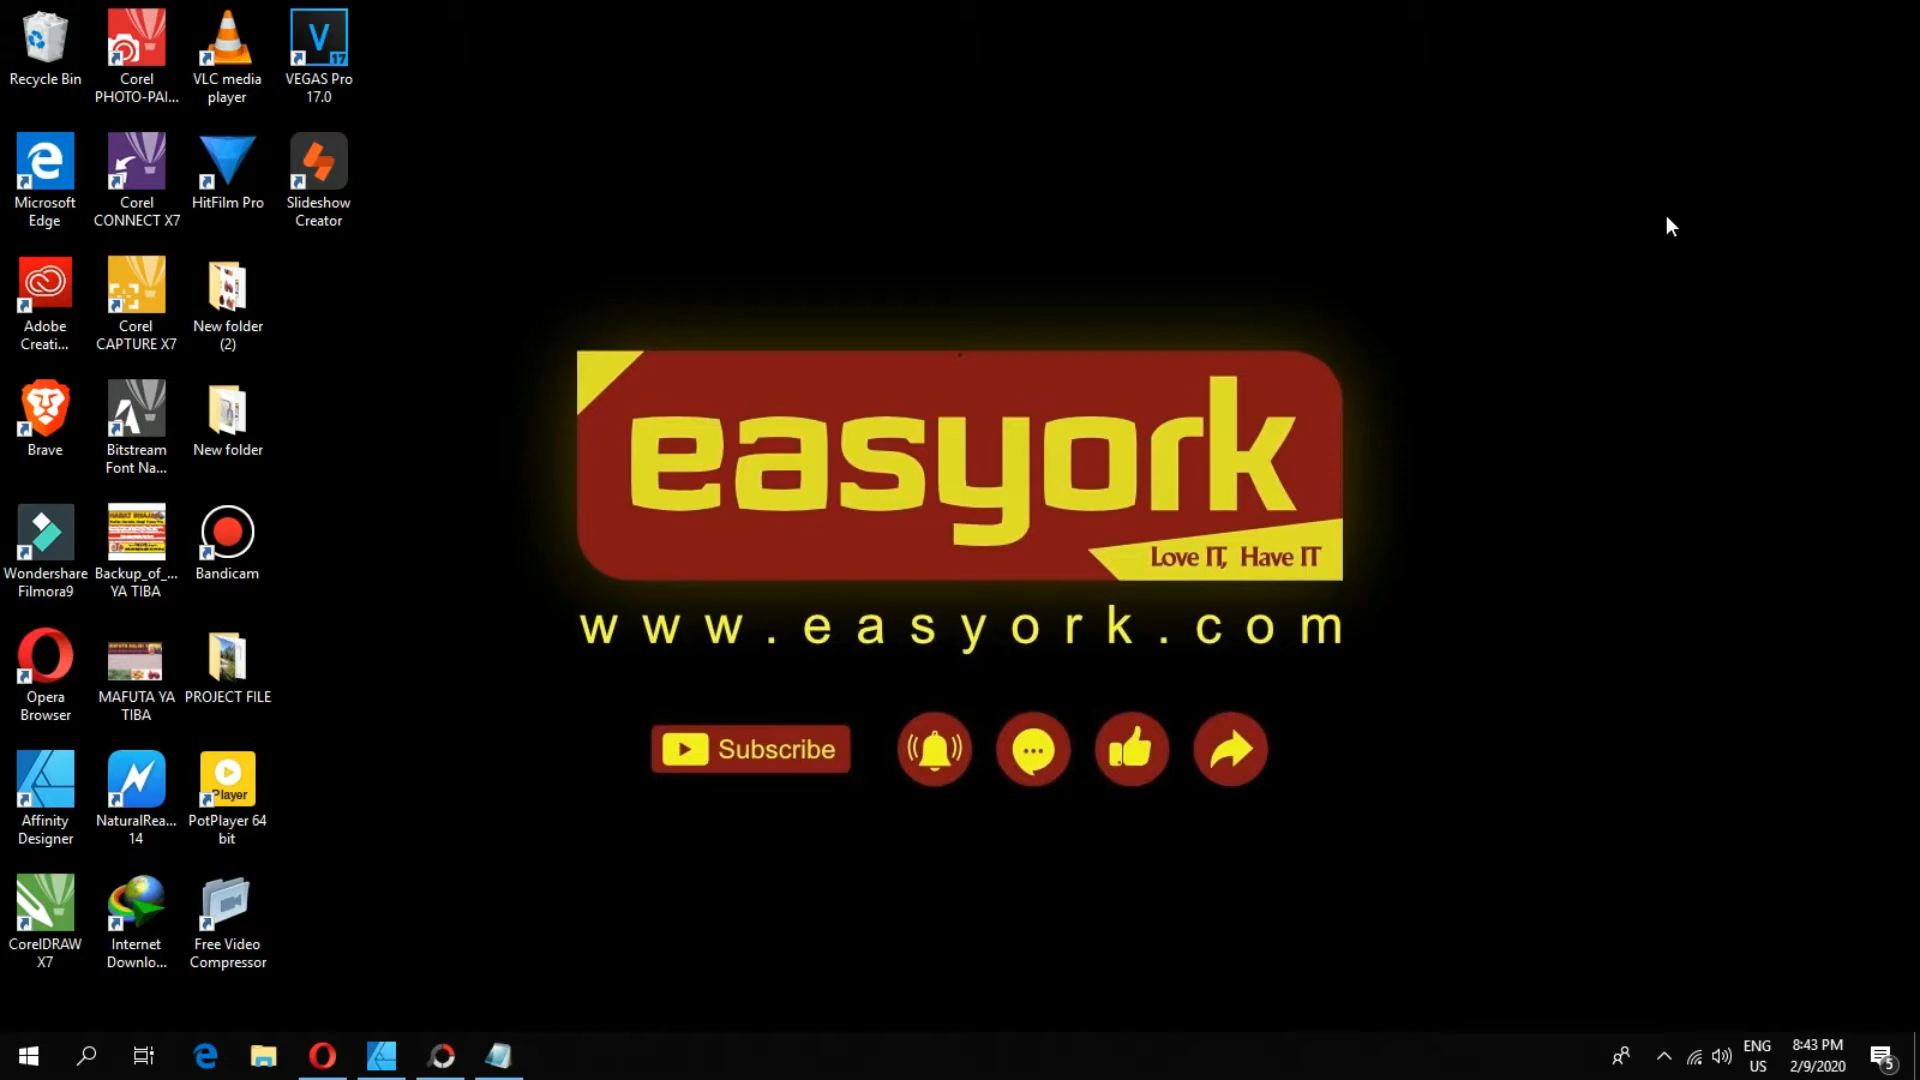 Recycle Bin
Corel
PHOTO-PAI...
VLC media
player
VEGAS Pro
17.0
17
Microsoft
Edge
Corel
CONNECT X7
HitFilm Pro
Slideshow
Creator
Adobe
Creati...
Corel
CAPTURE X7
New folder
(2)
Brave
Bitstream
Font Na...
New folder
easyork
Love IT, Have IT
www.easyork.com
Wondershare
Filmora9
Backup_of_...
YA TIBA
Bandicam
Opera
Browser
MAFUTA YA
TIBA
PROJECT FILE
Subscribe
Player
Affinity
Designer
NaturalRea...
14
PotPlayer 64
bit
CorelDRAW
X7
Internet
Downlo...
Free Video
Compressor
ENG
US
8:43 PM
2/9/2020
5